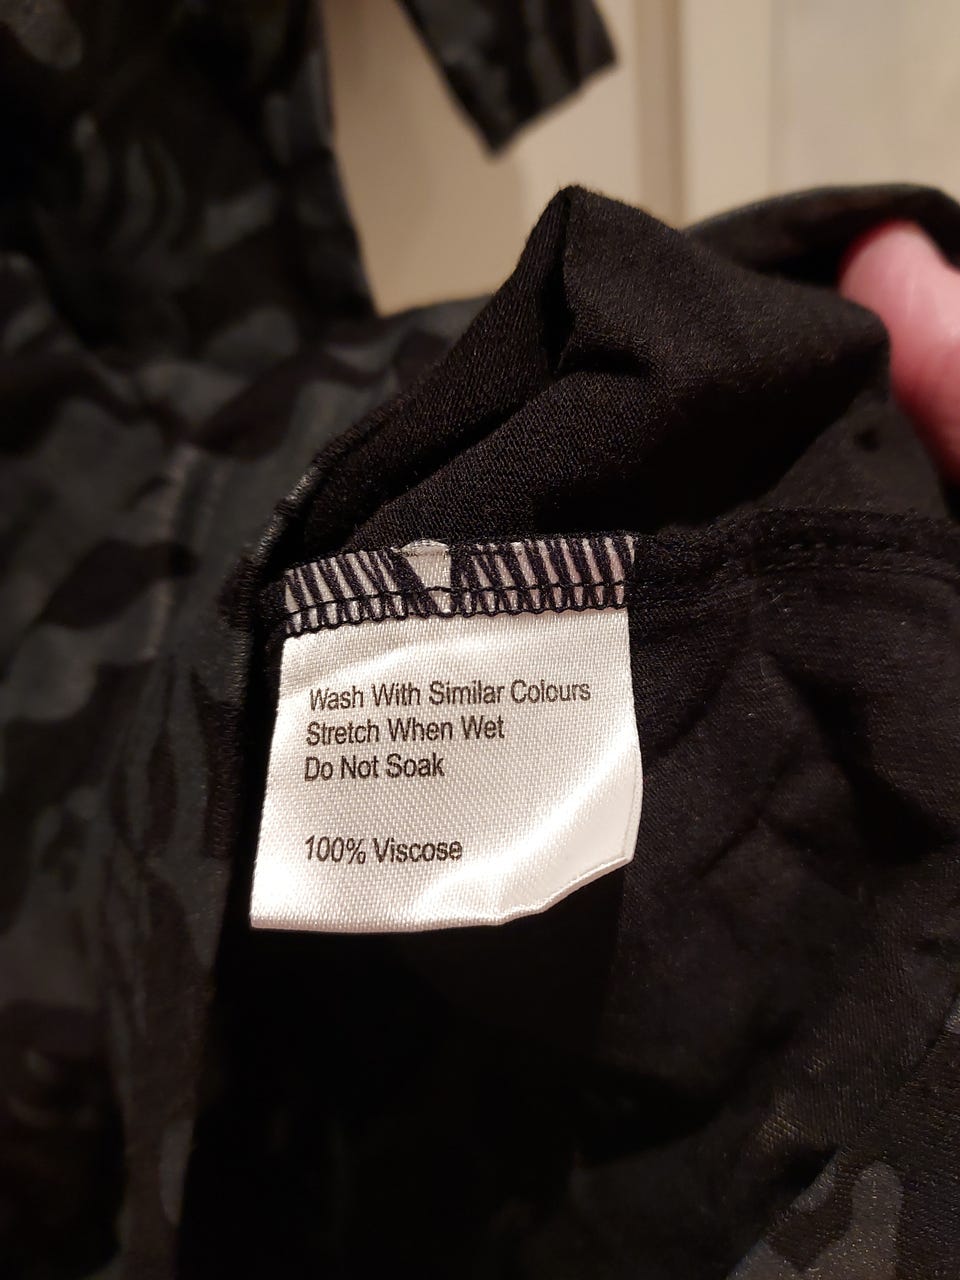 Wash With Similar Colours
Stretch When Wet
Do Not Soak
100% Viscose